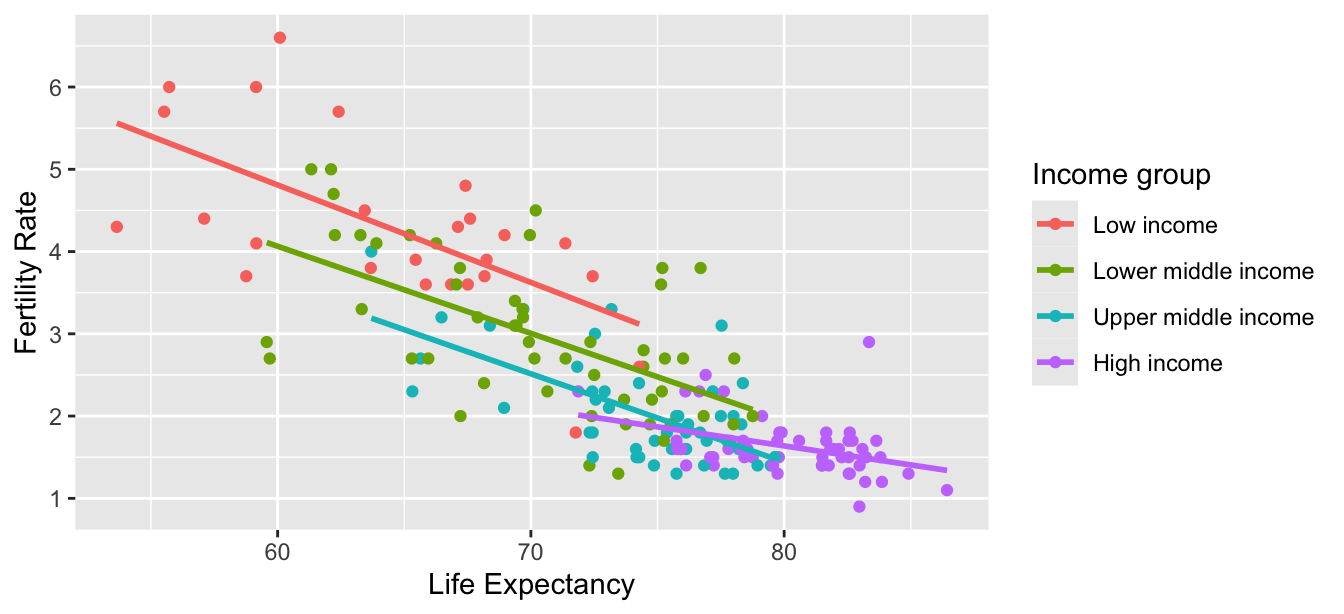 Fertility Rate
6
5
4
3
2
1
60 70 80
Life Expectancy
Income group
Low income
Lower middle income
Upper middle income
High income